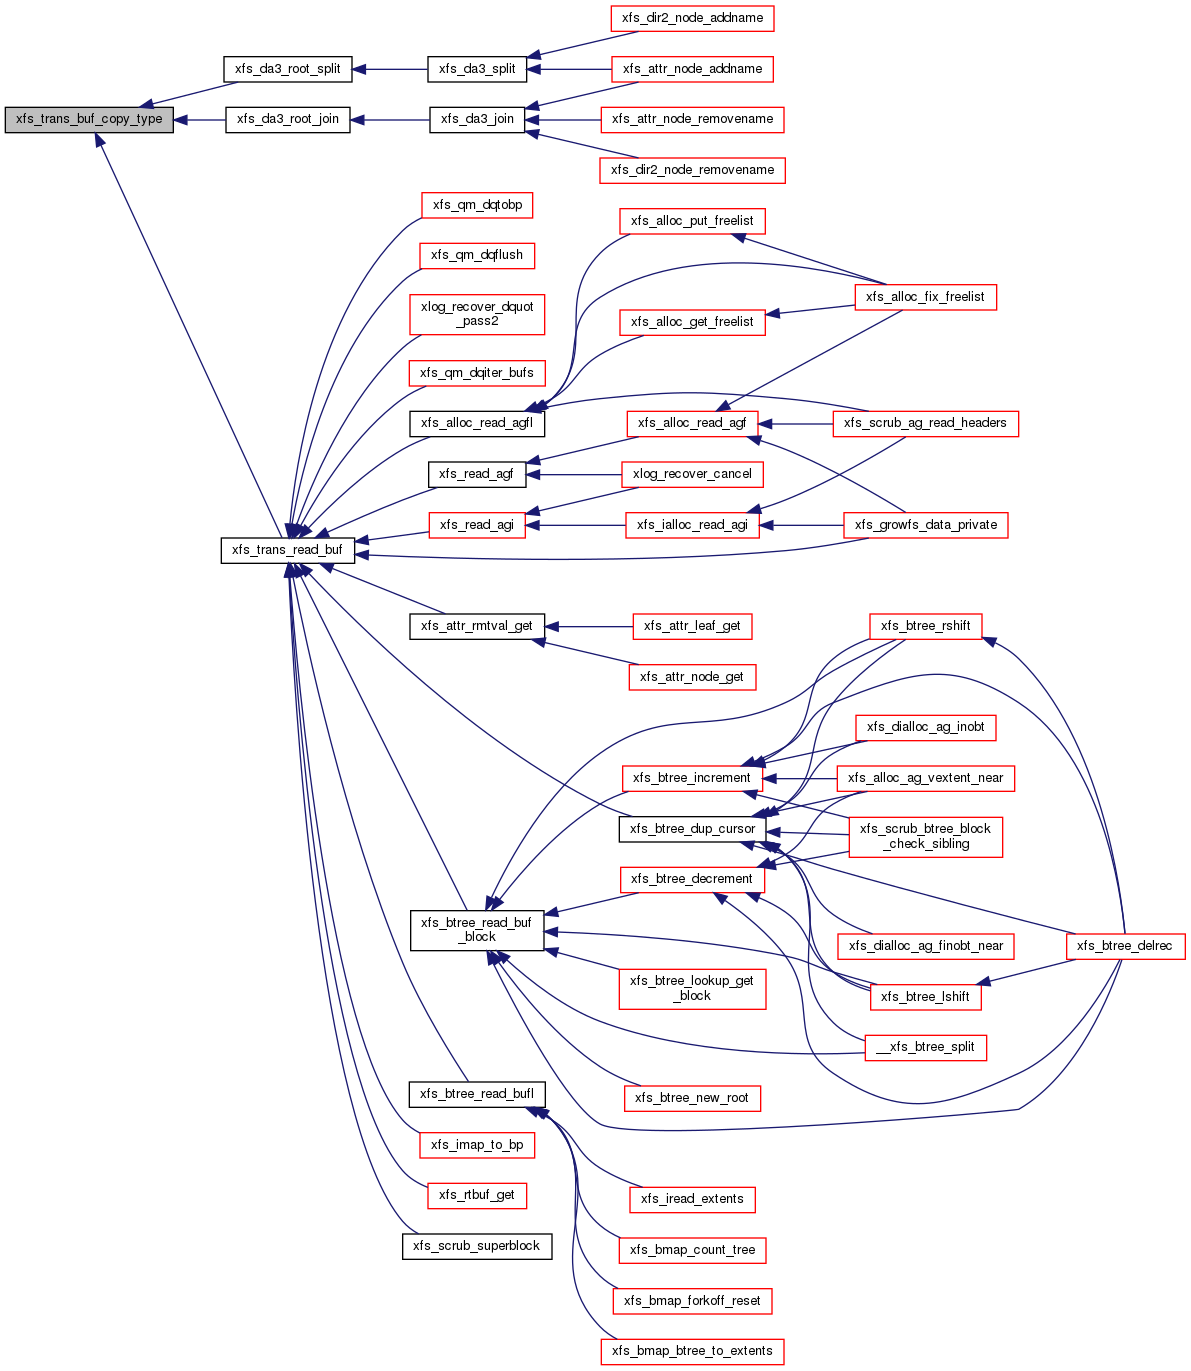 xfs_dir2_node_addname
xfs_da3_root_split
xfs_da3_split
xfs_attr_node_addname
xfs_trans_buf_copy_type
xfs_da3_root_join
xfs_da3_join
xfs_attr_node_removename
xfs_dir2_node_removename
xfs_qm_dqtobp
xfs_alloc_put_freelist
xfs_qm_dqflush
xfs_alloc_fix_freelist
xlog_recover_dquot
_pass2
xfs_alloc_get_freelist
xfs_qm_dqiter_bufs
xfs_alloc_read_agfl
xfs_alloc_read_agf
xfs_scrub_ag_read_headers
xfs_read_agf
xlog_recover_cancel
xfs_read_agi
xfs_ialloc_read_agi
xfs_growfs_data_private
xfs_trans_read_buf
xfs_attr_rmtval_get
xfs_attr_leaf_get
xfs_btree_rshift
xfs_attr_node_get
xfs_dialloc_ag_inobt
xfs_btree_increment
xfs_alloc_ag_vextent_near
xfs_btree_dup_cursor
xfs_scrub_btree_block
_check_sibling
xfs_btree_decrement
xfs_btree_read_buf
_block
xfs_dialloc_ag_finobt_near
xfs_btree_delrec
xfs_btree_lookup_get
_block
xfs_btree_lshift
__xfs_btree_split
xfs_btree_read_bufl
xfs_btree_new_root
xfs_imap_to_bp
xfs_rtbuf_get
xfs_iread_extents
xfs_scrub_superblock
xfs_bmap_count_tree
xfs_bmap_forkoff_reset
xfs_bmap_btree_to_extents